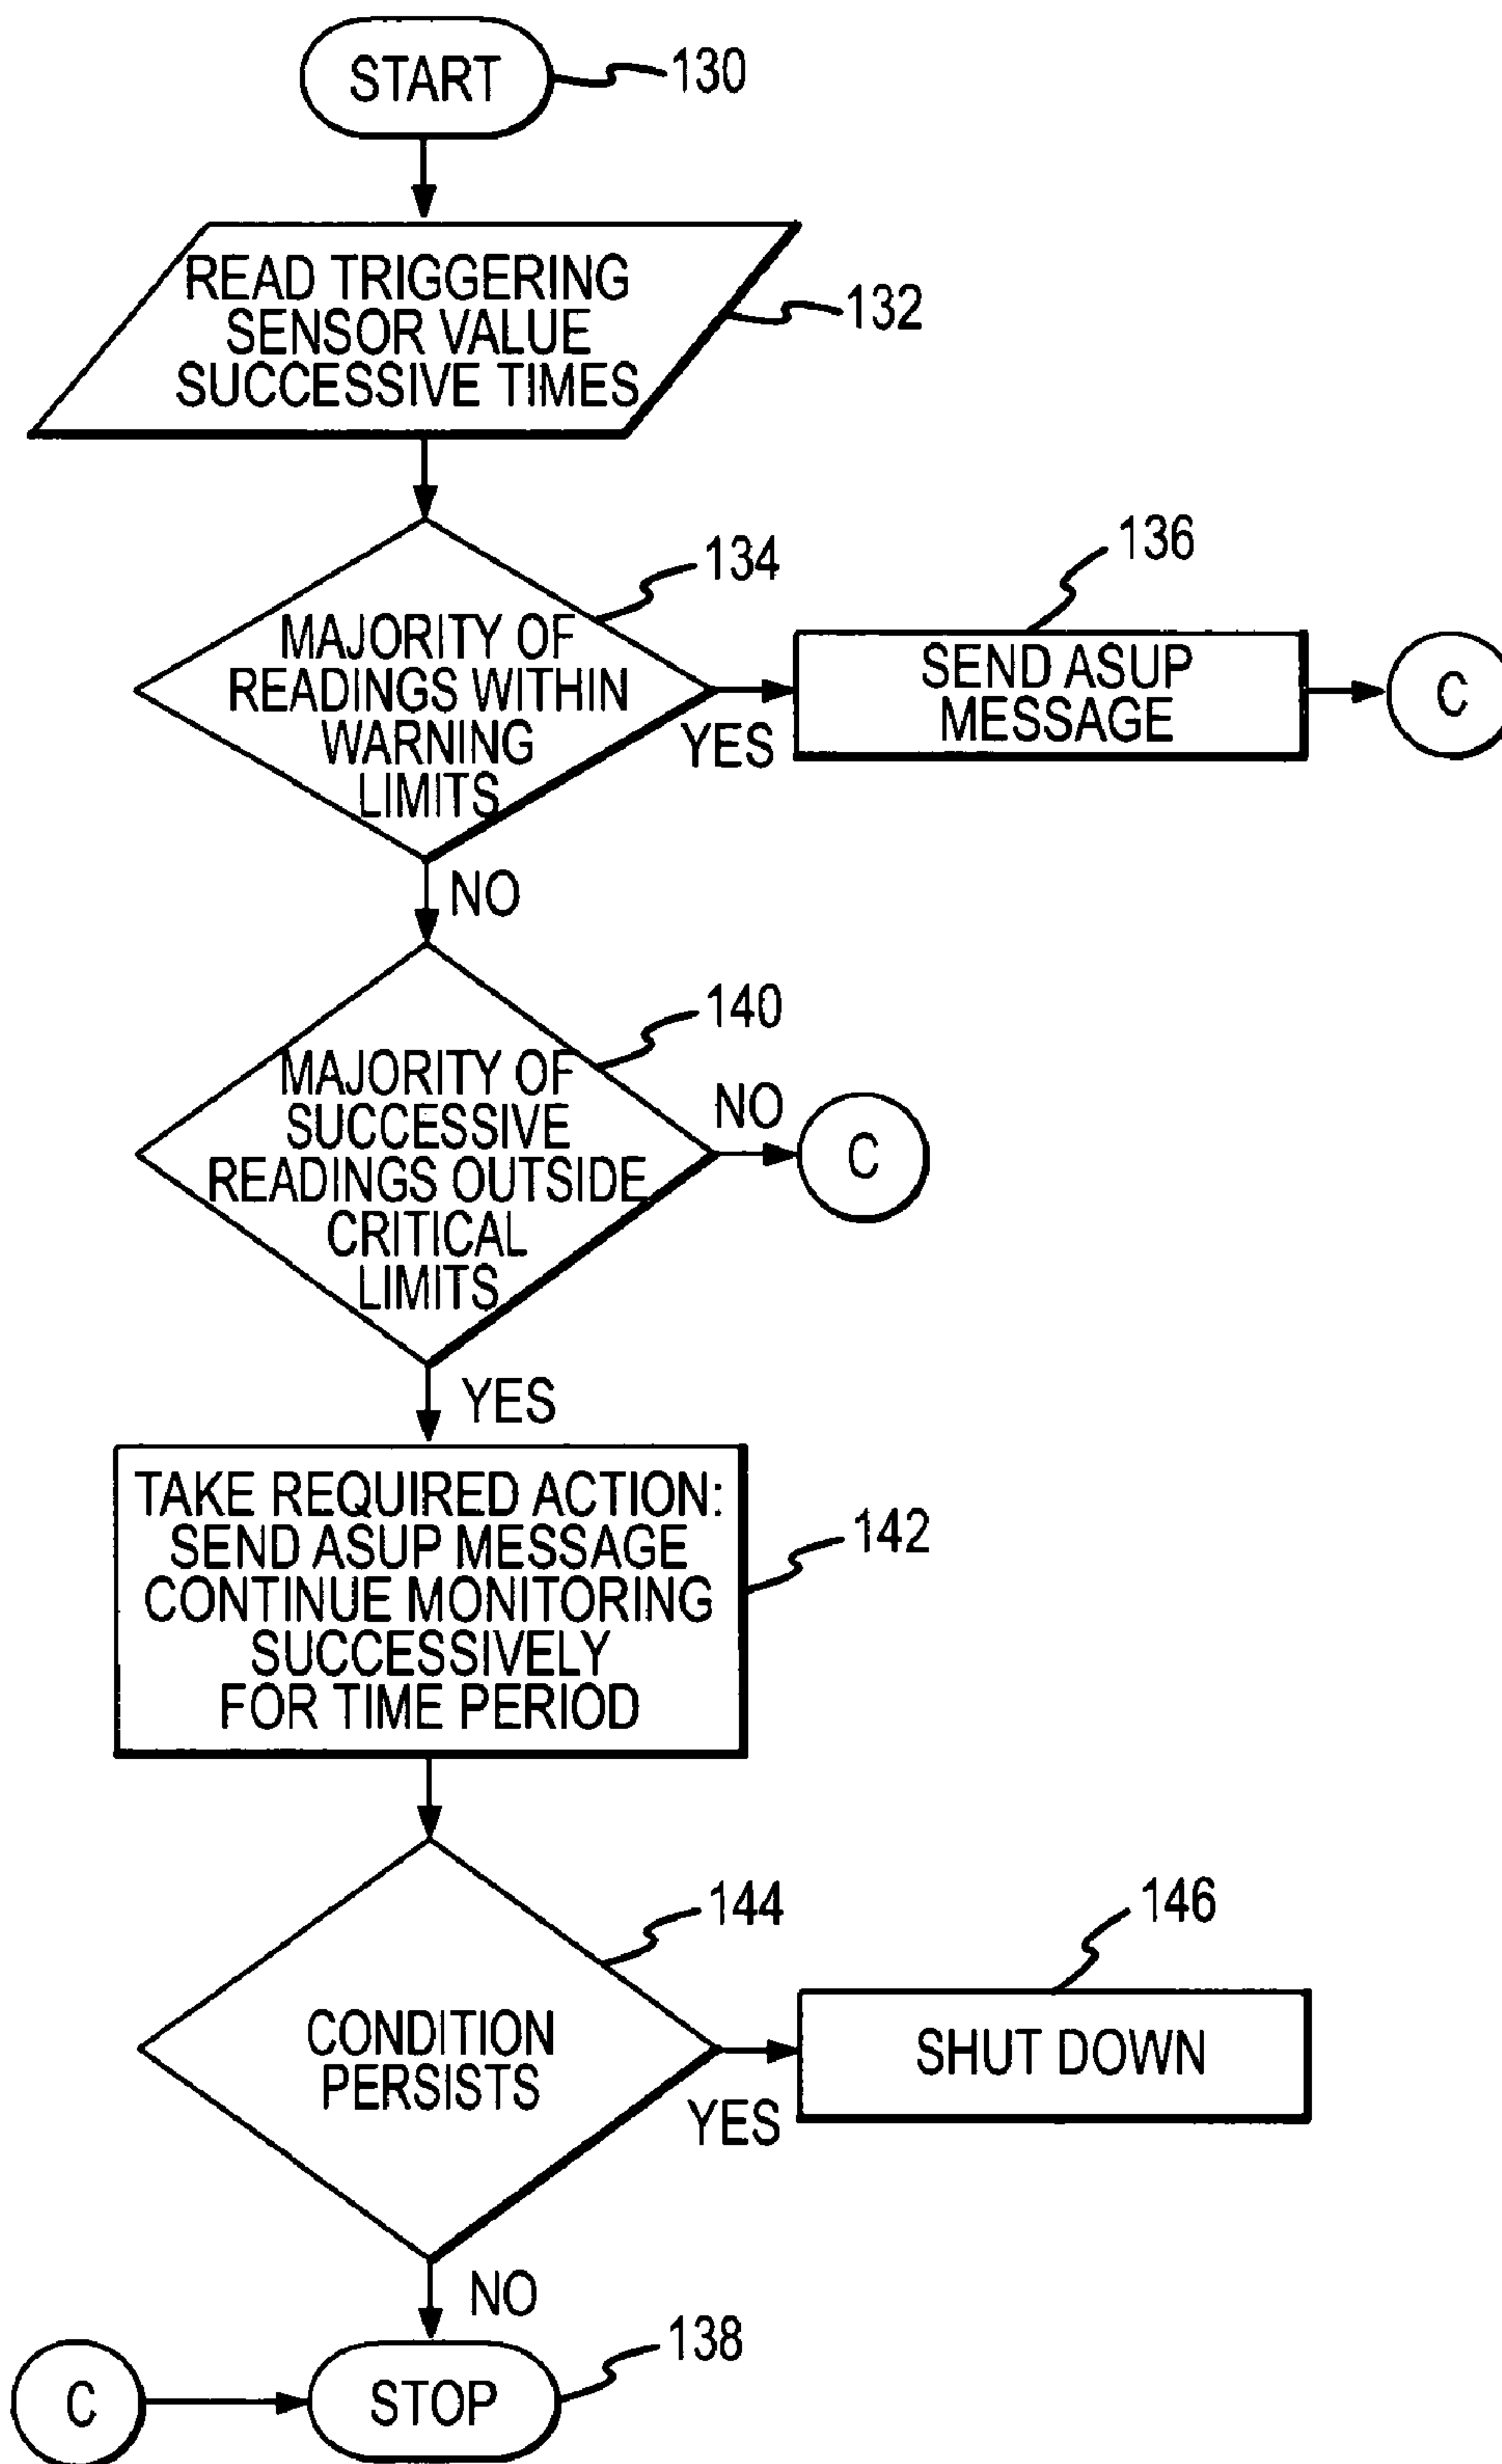 START
130
READ TRIGGERING
SENSOR VALUE
SUCCESSIVE TIMES
132
134
MAJORITY OF
READINGS WITHIN
WARNING
LIMITS
YES
136
SEND ASUP
MESSAGE
C
NO
140
MAJORITY OF
SUCCESSIVE
READINGS OUTSIDE
CRITICAL
LIMITS
NO
C
YES
TAKE REQUIRED ACTION:
SEND ASUP MESSAGE
CONTINUE MONITORING
SUCCESSIVELY
FOR TIME PERIOD
142
144
CONDITION
PERSISTS
YES
146
SHUT DOWN
NO
138
C
STOP